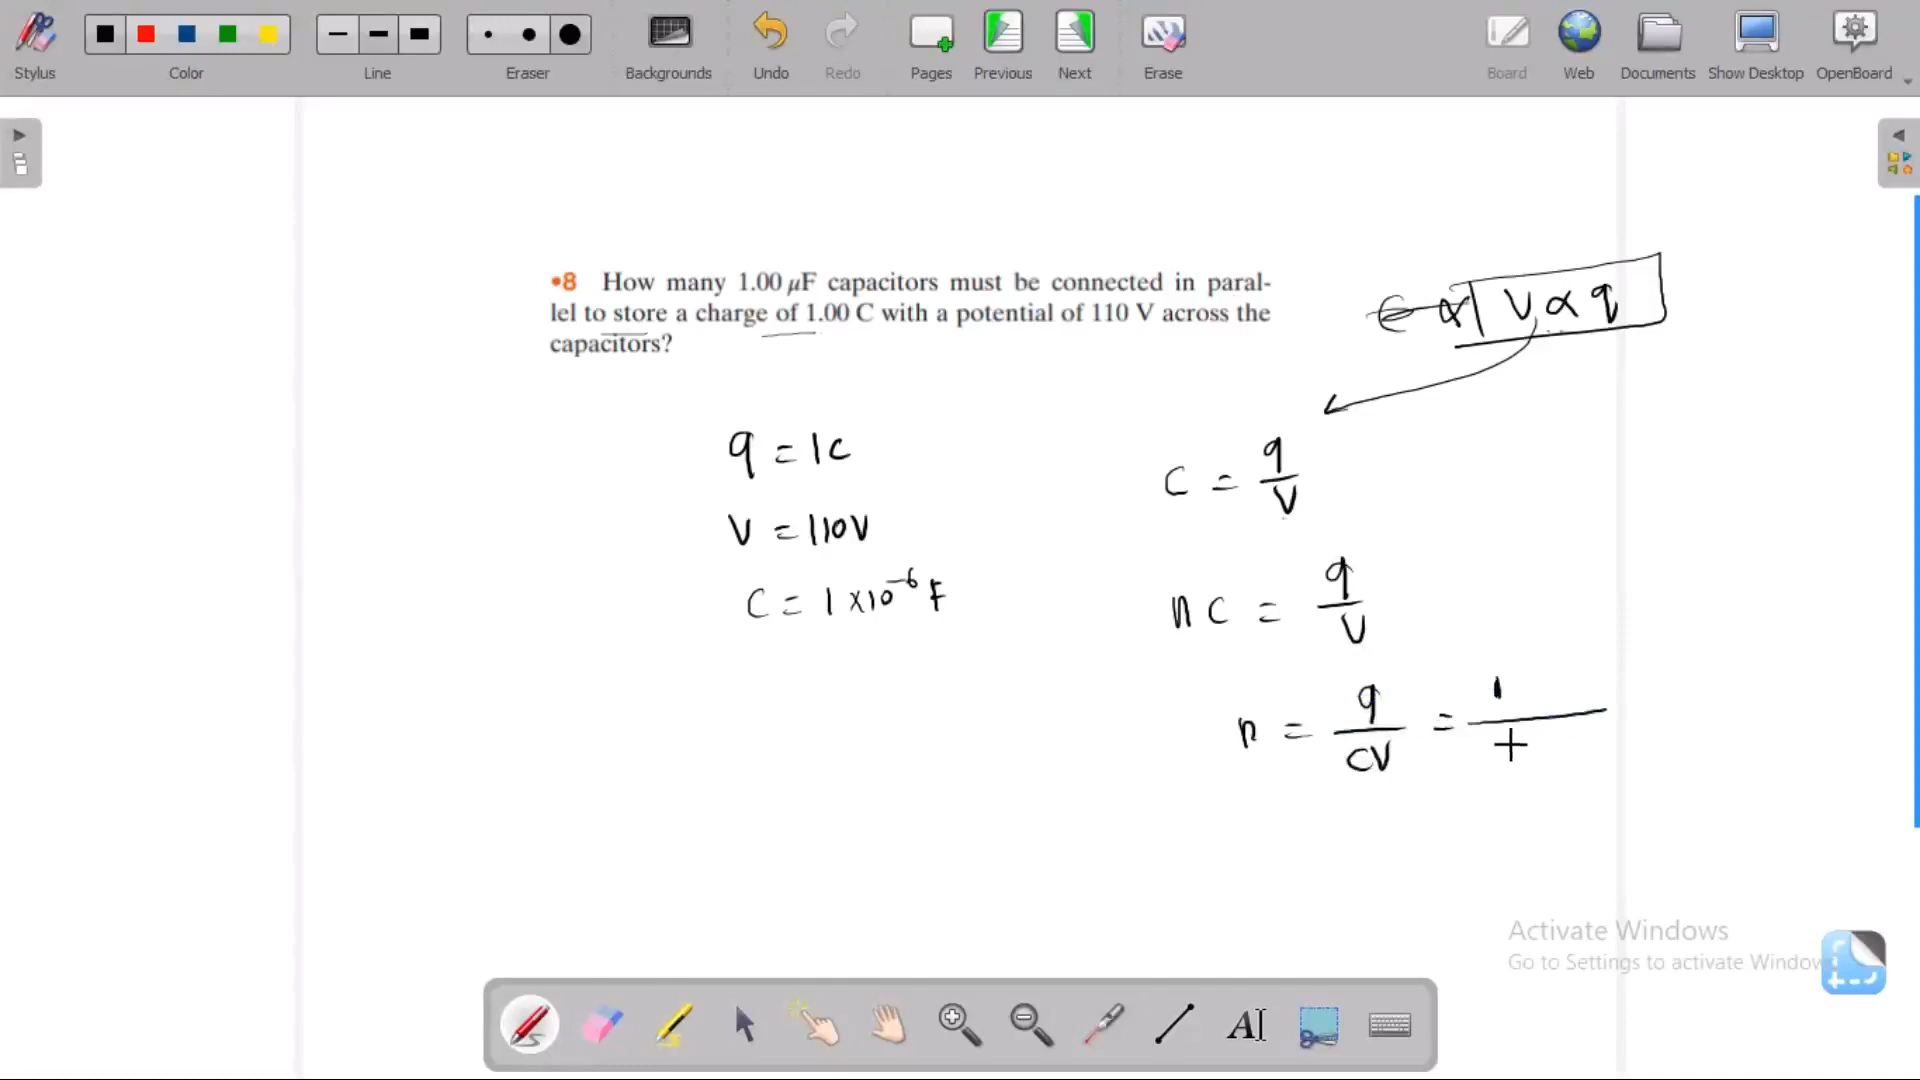 Stylus
Color
Line
Eraser
Backgrounds
Undo
Redo
Pages
Previous
Next
Erase
Board
Web
Documents
Show Desktop
OpenBoard
•8 How many 1.00 μF capacitors must be connected in paral-
lel to store a charge of 1.00 C with a potential of 110 V across the
capacitors?
V ∝ q
q = 1C
V = 110V
C = 1 × 10⁻⁶ F
C = q/V
nC = q/V
n = q/CV = 1/
Activate Windows
Go to Settings to activate Window